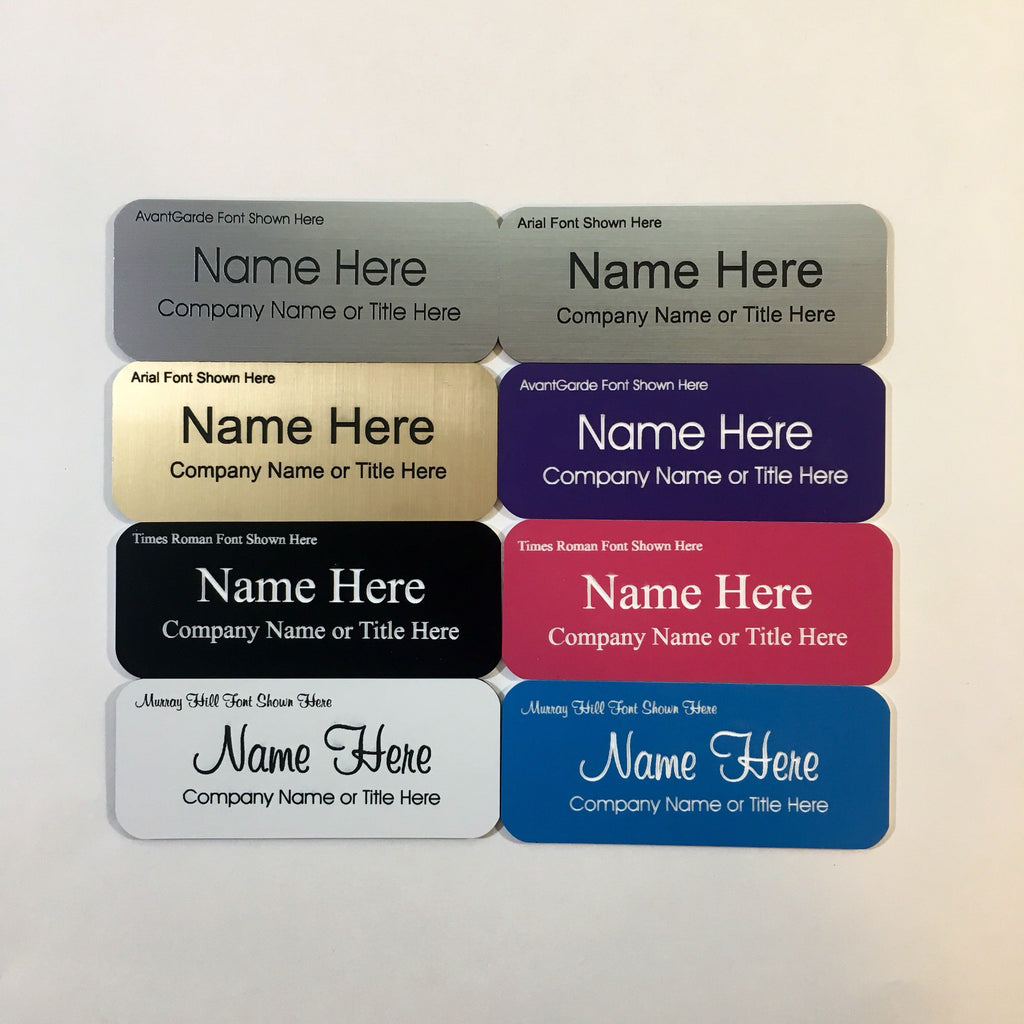 AvantGarde Font Shown Here
Name Here
Company Name or Title Here
Arial Font Shown Here
Name Here
Company Name or Title Here
Arial Font Shown Here
Name Here
Company Name or Title Here
AvantGarde Font Shown Here
Name Here
Company Name or Title Here
Times Roman Font Shown Here
Name Here
Company Name or Title Here
Times Roman Font Shown Here
Name Here
Company Name or Title Here
Murray Hill Font Shown Here
Name Here
Company Name or Title Here
Murray Hill Font Shown Here
Name Here
Company Name or Title Here